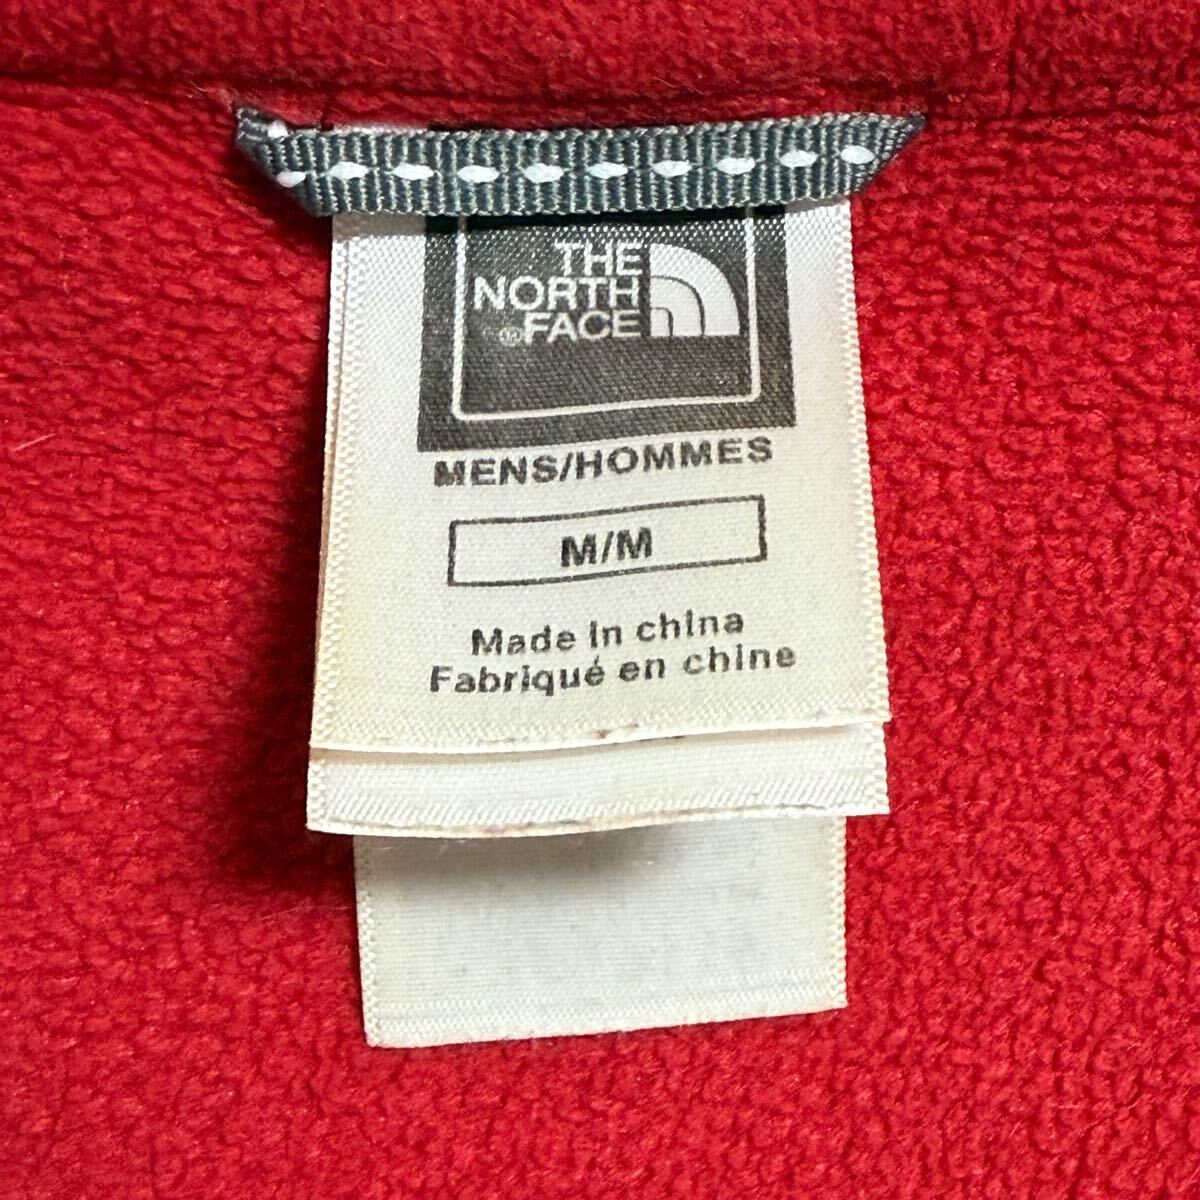 THE
NORTH
®FACE
MENS/HOMMES
M/M
Made in china
Fabriqué en chine